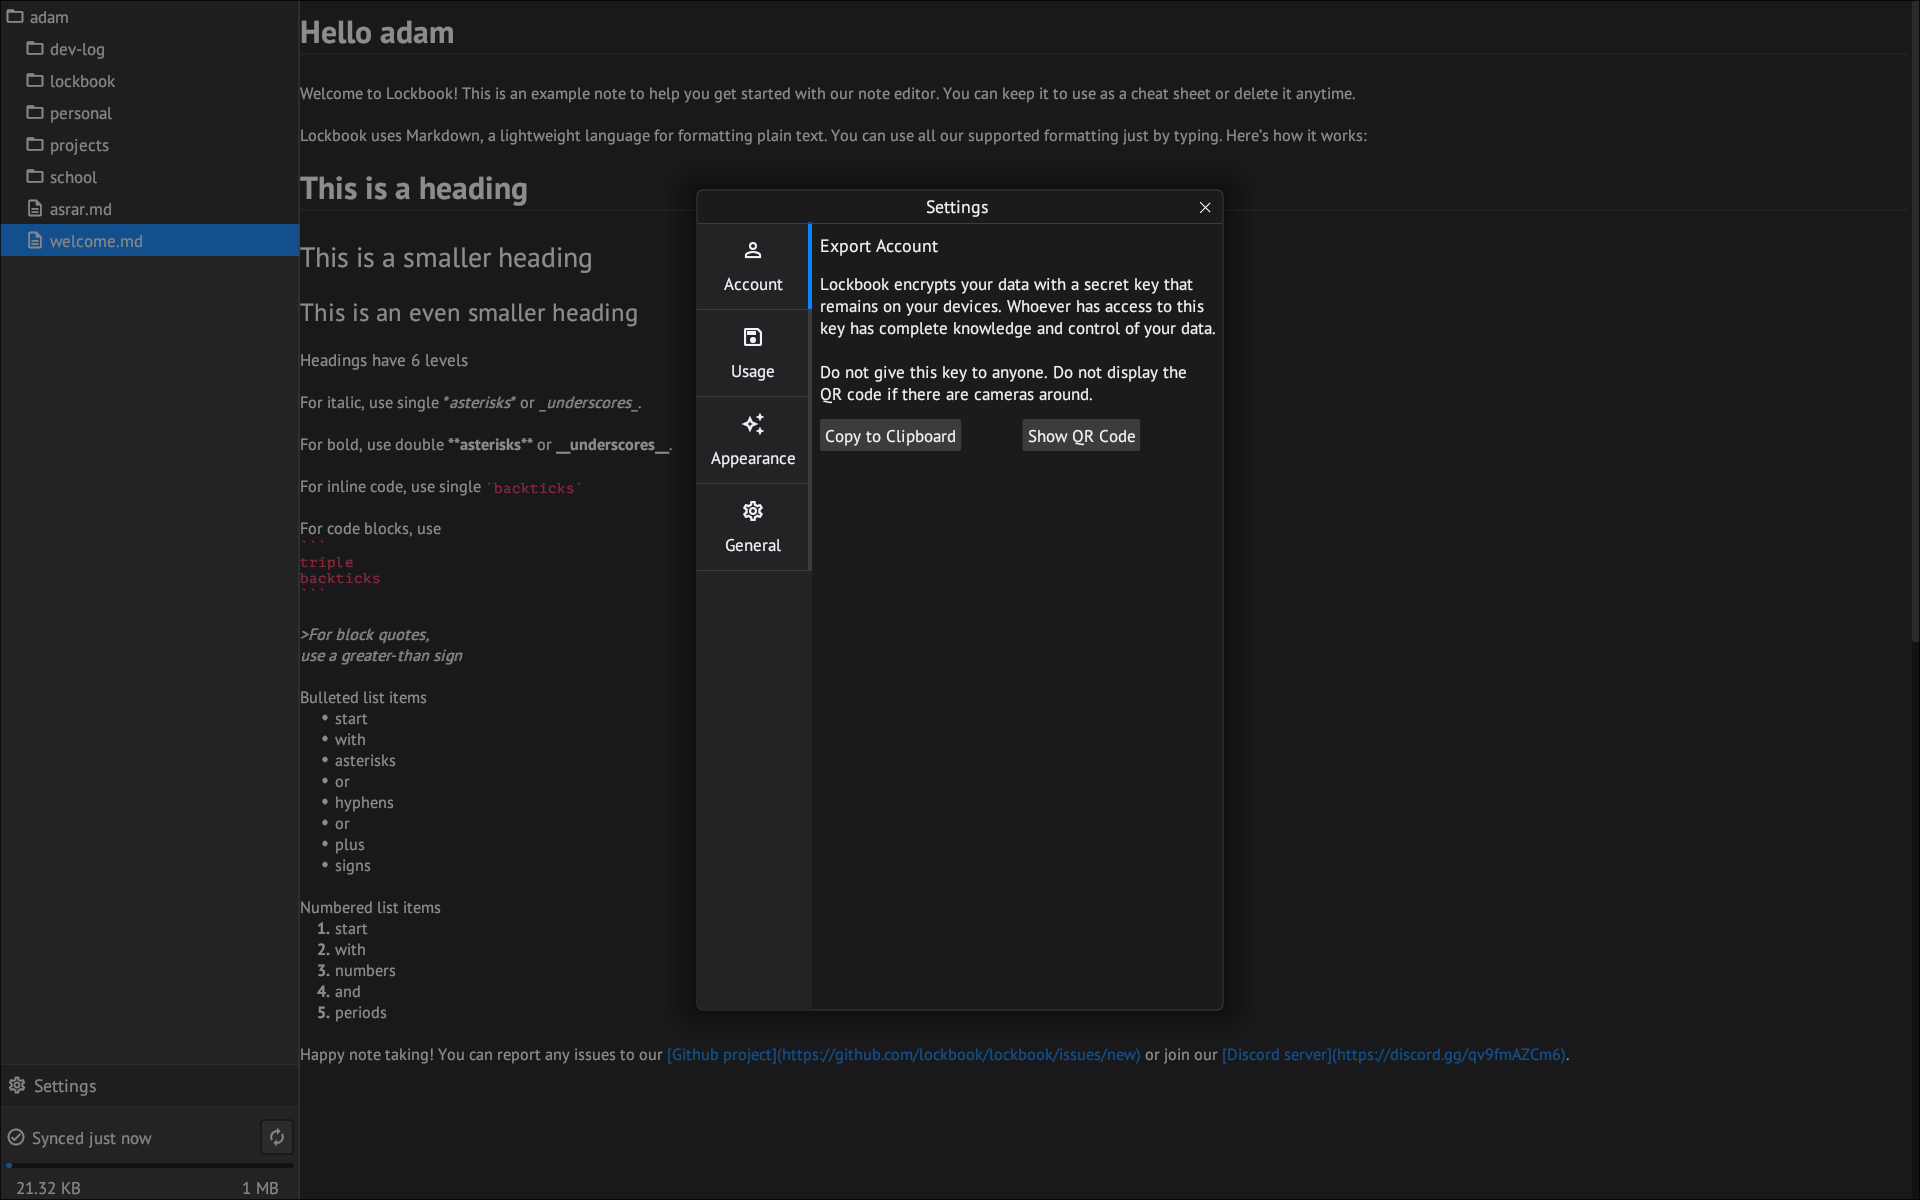 adam
dev-log
lockbook
personal
projects
school
asrar.md
welcome.md
Settings
Synced just now
21.32 KB
1 MB
Hello adam
Welcome to Lockbook! This is an example note to help you get started with our note editor. You can keep it to use as a cheat sheet or delete it anytime.
Lockbook uses Markdown, a lightweight language for formatting plain text. You can use all our supported formatting just by typing. Here's how it works:
This is a heading
This is a smaller heading
This is an even smaller heading
Headings have 6 levels
For italic, use single *asterisks* or _underscores_.
For bold, use double **asterisks** or __underscores__.
For inline code, use single `backticks`
For code blocks, use
```
triple
backticks
```
>For block quotes,
use a greater-than sign
Bulleted list items
• start
• with
• asterisks
• or
• hyphens
• or
• plus
• signs
Numbered list items
1. start
2. with
3. numbers
4. and
5. periods
Happy note taking! You can report any issues to our [Github project](https://github.com/lockbook/lockbook/issues/new) or join our [Discord server](https://discord.gg/qv9fmAZCm6).
Settings
Account
Usage
Appearance
General
Export Account
Lockbook encrypts your data with a secret key that
remains on your devices. Whoever has access to this
key has complete knowledge and control of your data.
Do not give this key to anyone. Do not display the
QR code if there are cameras around.
Copy to Clipboard
Show QR Code